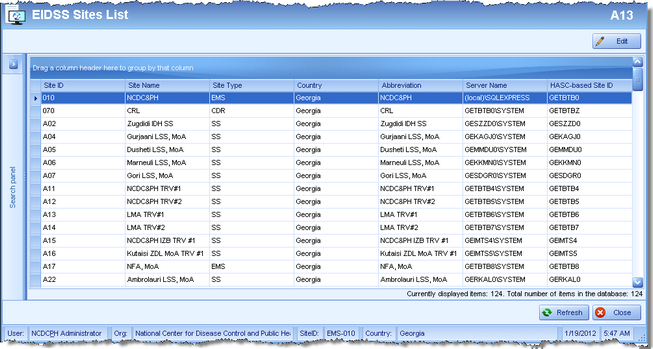 EIDSS Sites List A13
Edit
Drag a column header here to group by that column
Search panel
Site ID Site Name Site Type Country Abbreviation Server Name HASC-based Site ID
010 NCDC&PH EMS Georgia NCDC&PH (local)\SQLEXPRESS GETBTB0
070 CRL CDR Georgia CRL GETBTB0\SYSTEM GETBTBZ
A02 Zugdidi IDH SS SS Georgia Zugdidi IDH SS GESZZD0\SYSTEM GESZZD0
A04 Gurjaani LSS, MoA SS Georgia Gurjaani LSS, MoA GEKAGJ0\SYSTEM GEKAGJ0
A05 Dusheti LSS, MoA SS Georgia Dusheti LSS, MoA GEMMDU0\SYSTEM GEMMDU0
A06 Marneuli LSS, MoA SS Georgia Marneuli LSS, MoA GEKKMN0\SYSTEM GEKKMN0
A07 Gori LSS, MoA SS Georgia Gori LSS, MoA GESDGR0\SYSTEM GESDGR0
A11 NCDC&PH TRV#1 SS Georgia NCDC&PH TRV#1 GETBTB4\SYSTEM GETBTB4
A12 NCDC&PH TRV#2 SS Georgia NCDC&PH TRV#2 GETBTB5\SYSTEM GETBTB5
A13 LMA TRV#1 SS Georgia LMA TRV#1 GETBTB6\SYSTEM GETBTB6
A14 LMA TRV#2 SS Georgia LMA TRV#2 GETBTB6\SYSTEM GETBTB7
A15 NCDC&PH IZB TRV #1 SS Georgia NCDC&PH IZB TRV #1 GEIMTS4\SYSTEM GEIMTS4
A16 Kutaisi ZDL MoA TRV #1 SS Georgia Kutaisi ZDL MoA TRV #1 GEIMTS5\SYSTEM GEIMTS5
A17 NFA, MoA EMS Georgia NFA, MoA GETBTB8\SYSTEM GETBTB8
A22 Ambrolauri LSS, MoA SS Georgia Ambrolauri LSS, MoA GERKAL0\SYSTEM GERKAL0
Currently displayed items: 124. Total number of items in the database: 124
Refresh Close
User: NCDCPH Administrator Org: National Center for Disease Control and Public He SiteID: EMS-010 Country: Georgia 1/19/2012 5:47 AM